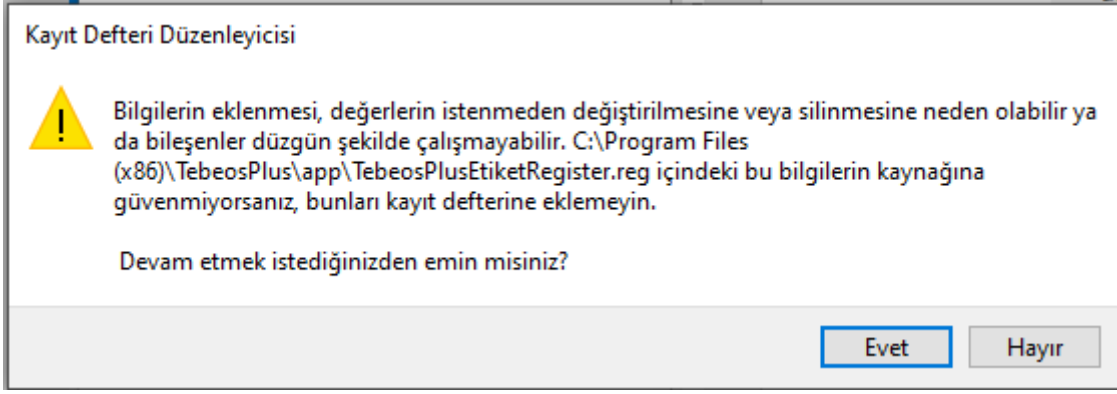 Kayıt Defteri Düzenleyicisi
Bilgilerin eklenmesi, değerlerin istenmeden değiştirilmesine veya silinmesine neden olabilir ya
da bileşenler düzgün şekilde çalışmayabilir. C:\Program Files
(x86)\TebeosPlus\app\TebeosPlusEtiketRegister.reg içindeki bu bilgilerin kaynağına
güvenmiyorsanız, bunları kayıt defterine eklemeyin.
Devam etmek istediğinizden emin misiniz?
Evet Hayır